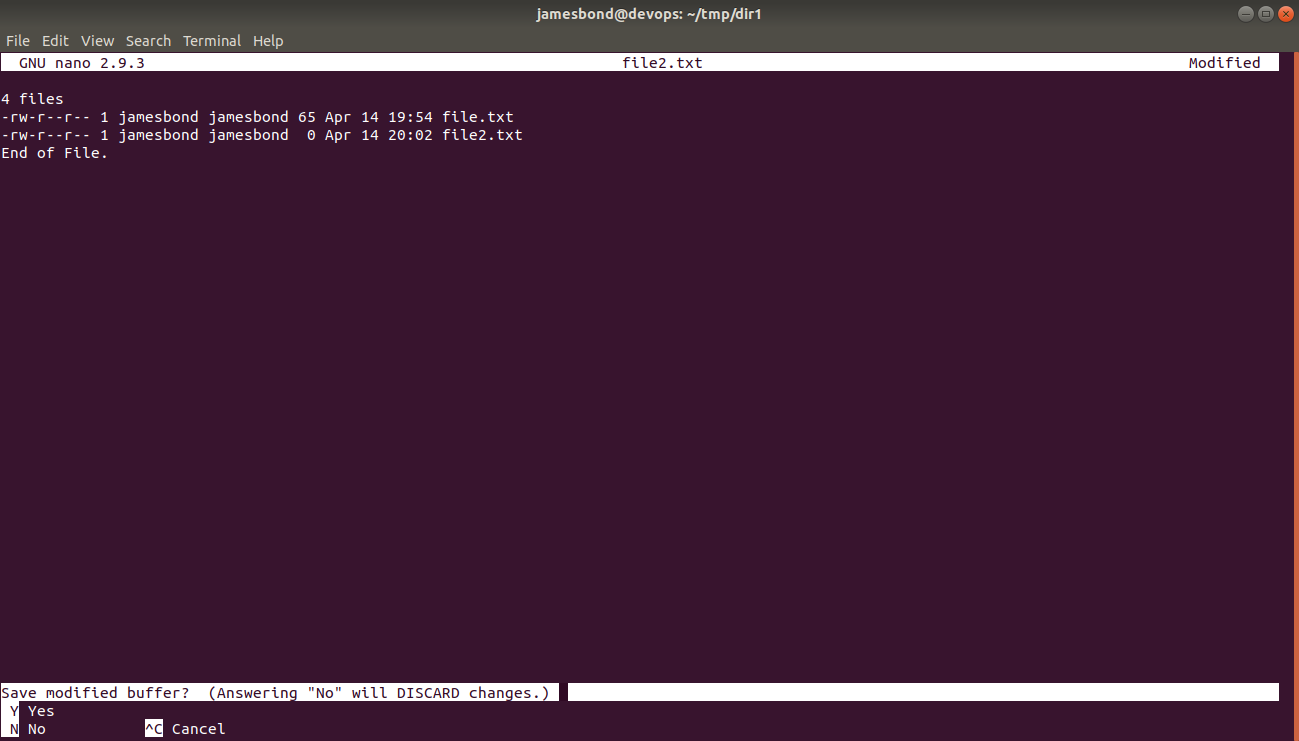 jamesbond@devops: ~/tmp/dir1
File Edit View Search Terminal Help
GNU nano 2.9.3 file2.txt Modified
4 files
-rw-r--r-- 1 jamesbond jamesbond 65 Apr 14 19:54 file.txt
-rw-r--r-- 1 jamesbond jamesbond  0 Apr 14 20:02 file2.txt
End of File.
Save modified buffer?  (Answering "No" will DISCARD changes.)
Y Yes
N No ^C Cancel